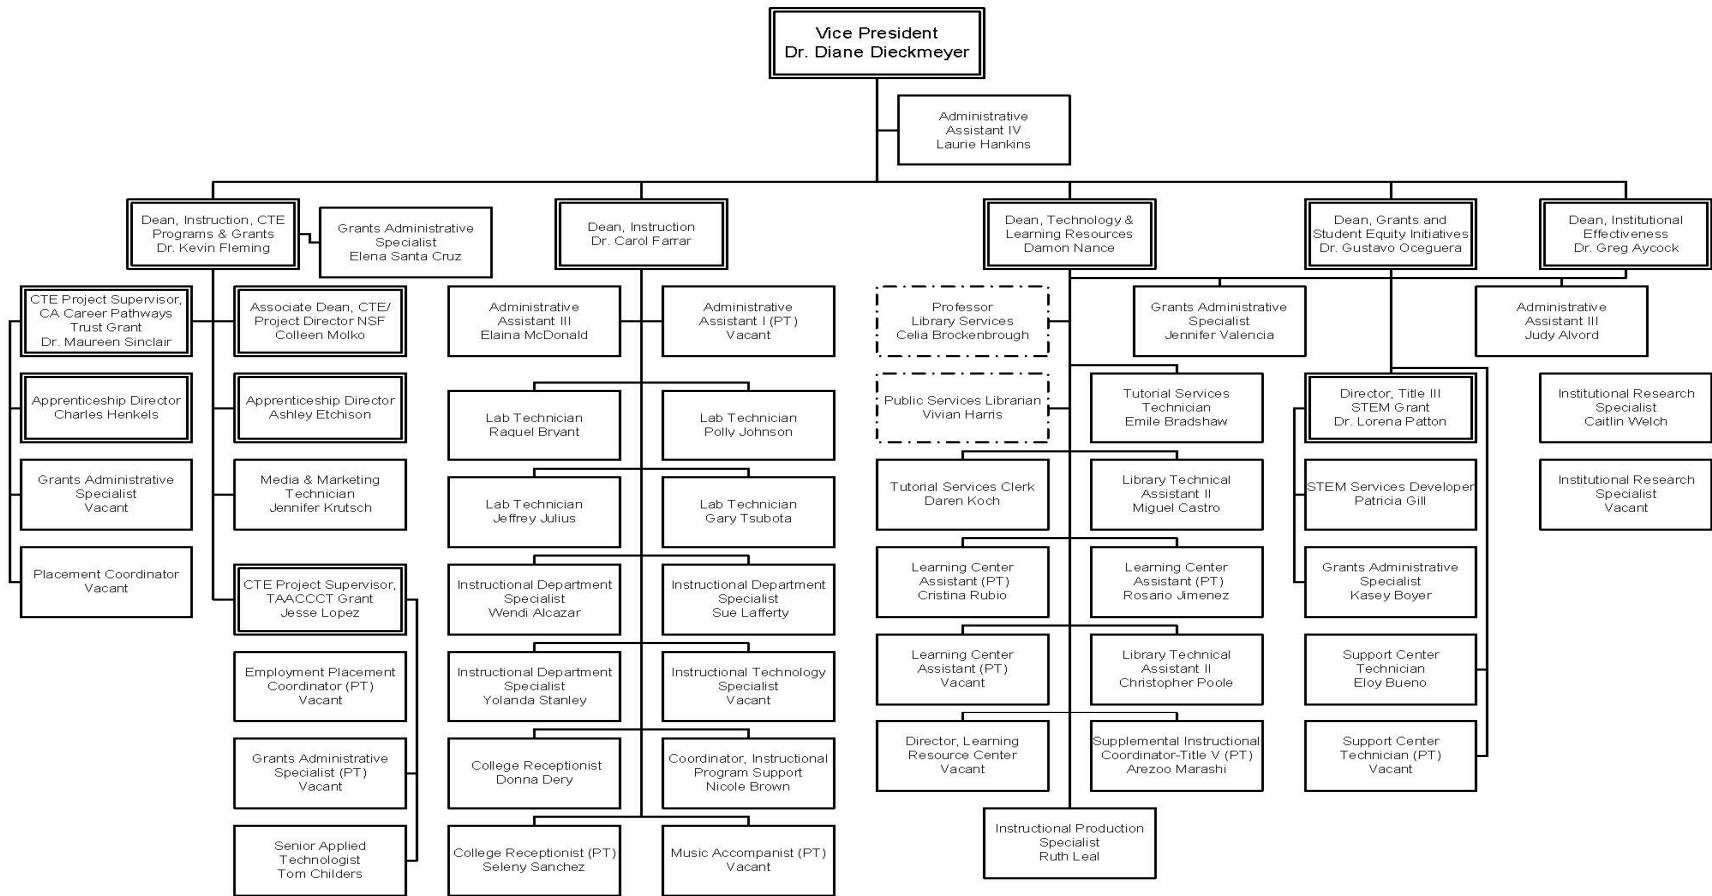 Vice President
Dr. Diane Dieckmeyer
Administrative
Assistant IV
Laurie Hankins
Dean, Instruction, CTE
Programs & Grants
Dr. Kevin Fleming
Grants Administrative
Specialist
Elena Santa Cruz
Dean, Instruction
Dr. Carol Farrar
Dean, Technology &
Learning Resources
Damon Nance
Dean, Grants and
Student Equity Initiatives
Dr. Gustavo Oceguera
Dean, Institutional
Effectiveness
Dr. Greg Aycock
CTE Project Supervisor,
CA Career Pathways
Trust Grant
Dr. Maureen Sinclair
Associate Dean, CTE/
Project Director NSF
Colleen Molko
Administrative
Assistant III
Elaina McDonald
Administrative
Assistant I (PT)
Vacant
Professor
Library Services
Celia Brockenbrough
Grants Administrative
Specialist
Jennifer Valencia
Administrative
Assistant III
Judy Alvord
Apprenticeship Director
Charles Henkels
Apprenticeship Director
Ashley Etchison
Lab Technician
Raquel Bryant
Lab Technician
Polly Johnson
Public Services Librarian
Vivian Harris
Tutorial Services
Technician
Emile Bradshaw
Director, Title III
STEM Grant
Dr. Lorena Patton
Institutional Research
Specialist
Caitlin Welch
Grants Administrative
Specialist
Vacant
Media & Marketing
Technician
Jennifer Krutsch
Lab Technician
Jeffrey Julius
Lab Technician
Gary Tsubota
Tutorial Services Clerk
Daren Koch
Library Technical
Assistant II
Miguel Castro
STEM Services Developer
Patricia Gill
Institutional Research
Specialist
Vacant
Placement Coordinator
Vacant
CTE Project Supervisor,
TAACCCT Grant
Jesse Lopez
Instructional Department
Specialist
Wendi Alcazar
Instructional Department
Specialist
Sue Lafferty
Learning Center
Assistant (PT)
Cristina Rubio
Learning Center
Assistant (PT)
Rosario Jimenez
Grants Administrative
Specialist
Kasey Boyer
Employment Placement
Coordinator (PT)
Vacant
Instructional Department
Specialist
Yolanda Stanley
Instructional Technology
Specialist
Vacant
Learning Center
Assistant (PT)
Vacant
Library Technical
Assistant II
Christopher Poole
Support Center
Technician
Eloy Bueno
Grants Administrative
Specialist (PT)
Vacant
College Receptionist
Donna Dery
Coordinator, Instructional
Program Support
Nicole Brown
Director, Learning
Resource Center
Vacant
Supplemental Instructional
Coordinator-Title V (PT)
Arezoo Marashi
Support Center
Technician (PT)
Vacant
Senior Applied
Technologist
Tom Childers
College Receptionist (PT)
Seleny Sanchez
Music Accompanist (PT)
Vacant
Instructional Production
Specialist
Ruth Leal